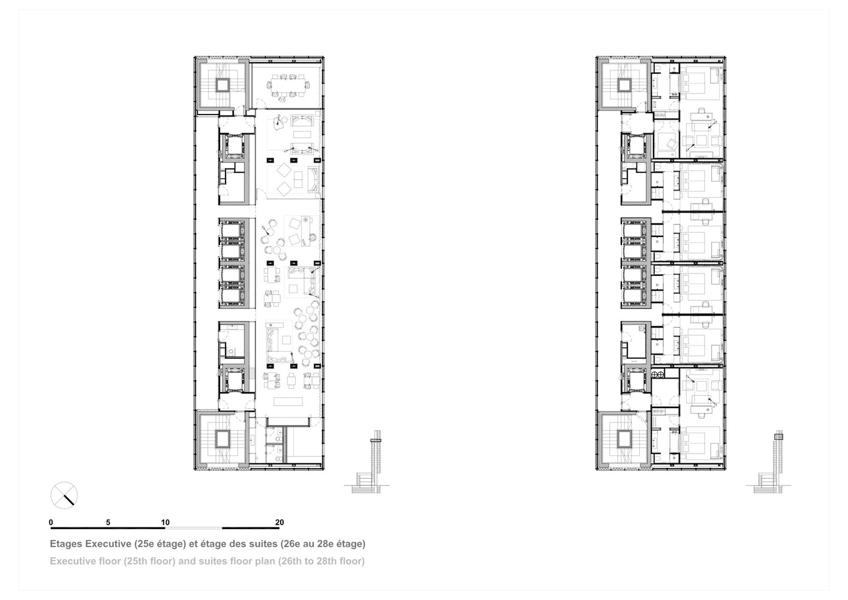 0 5 10 20
Etages Executive (25e étage) et étage des suites (26e au 28e étage)
Executive floor (25th floor) and suites floor plan (26th to 28th floor)